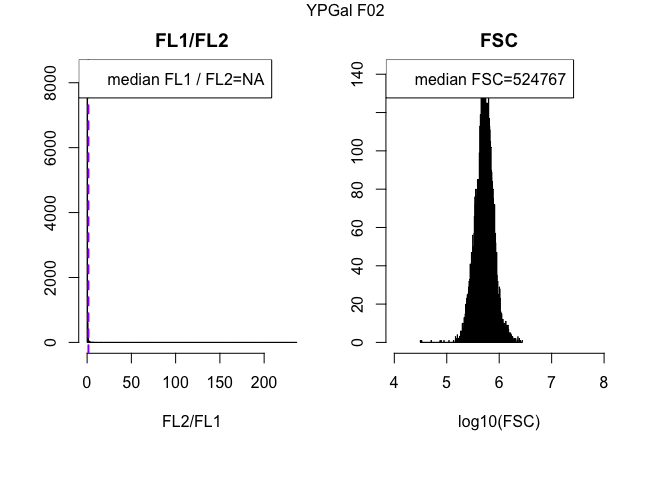 YPGal F02
FL1/FL2
median FL1 / FL2=NA
0
2000
4000
6000
8000
0 50 100 150 200
FL2/FL1
FSC
median FSC=524767
0
20
40
60
80
100
140
4 5 6 7 8
log10(FSC)